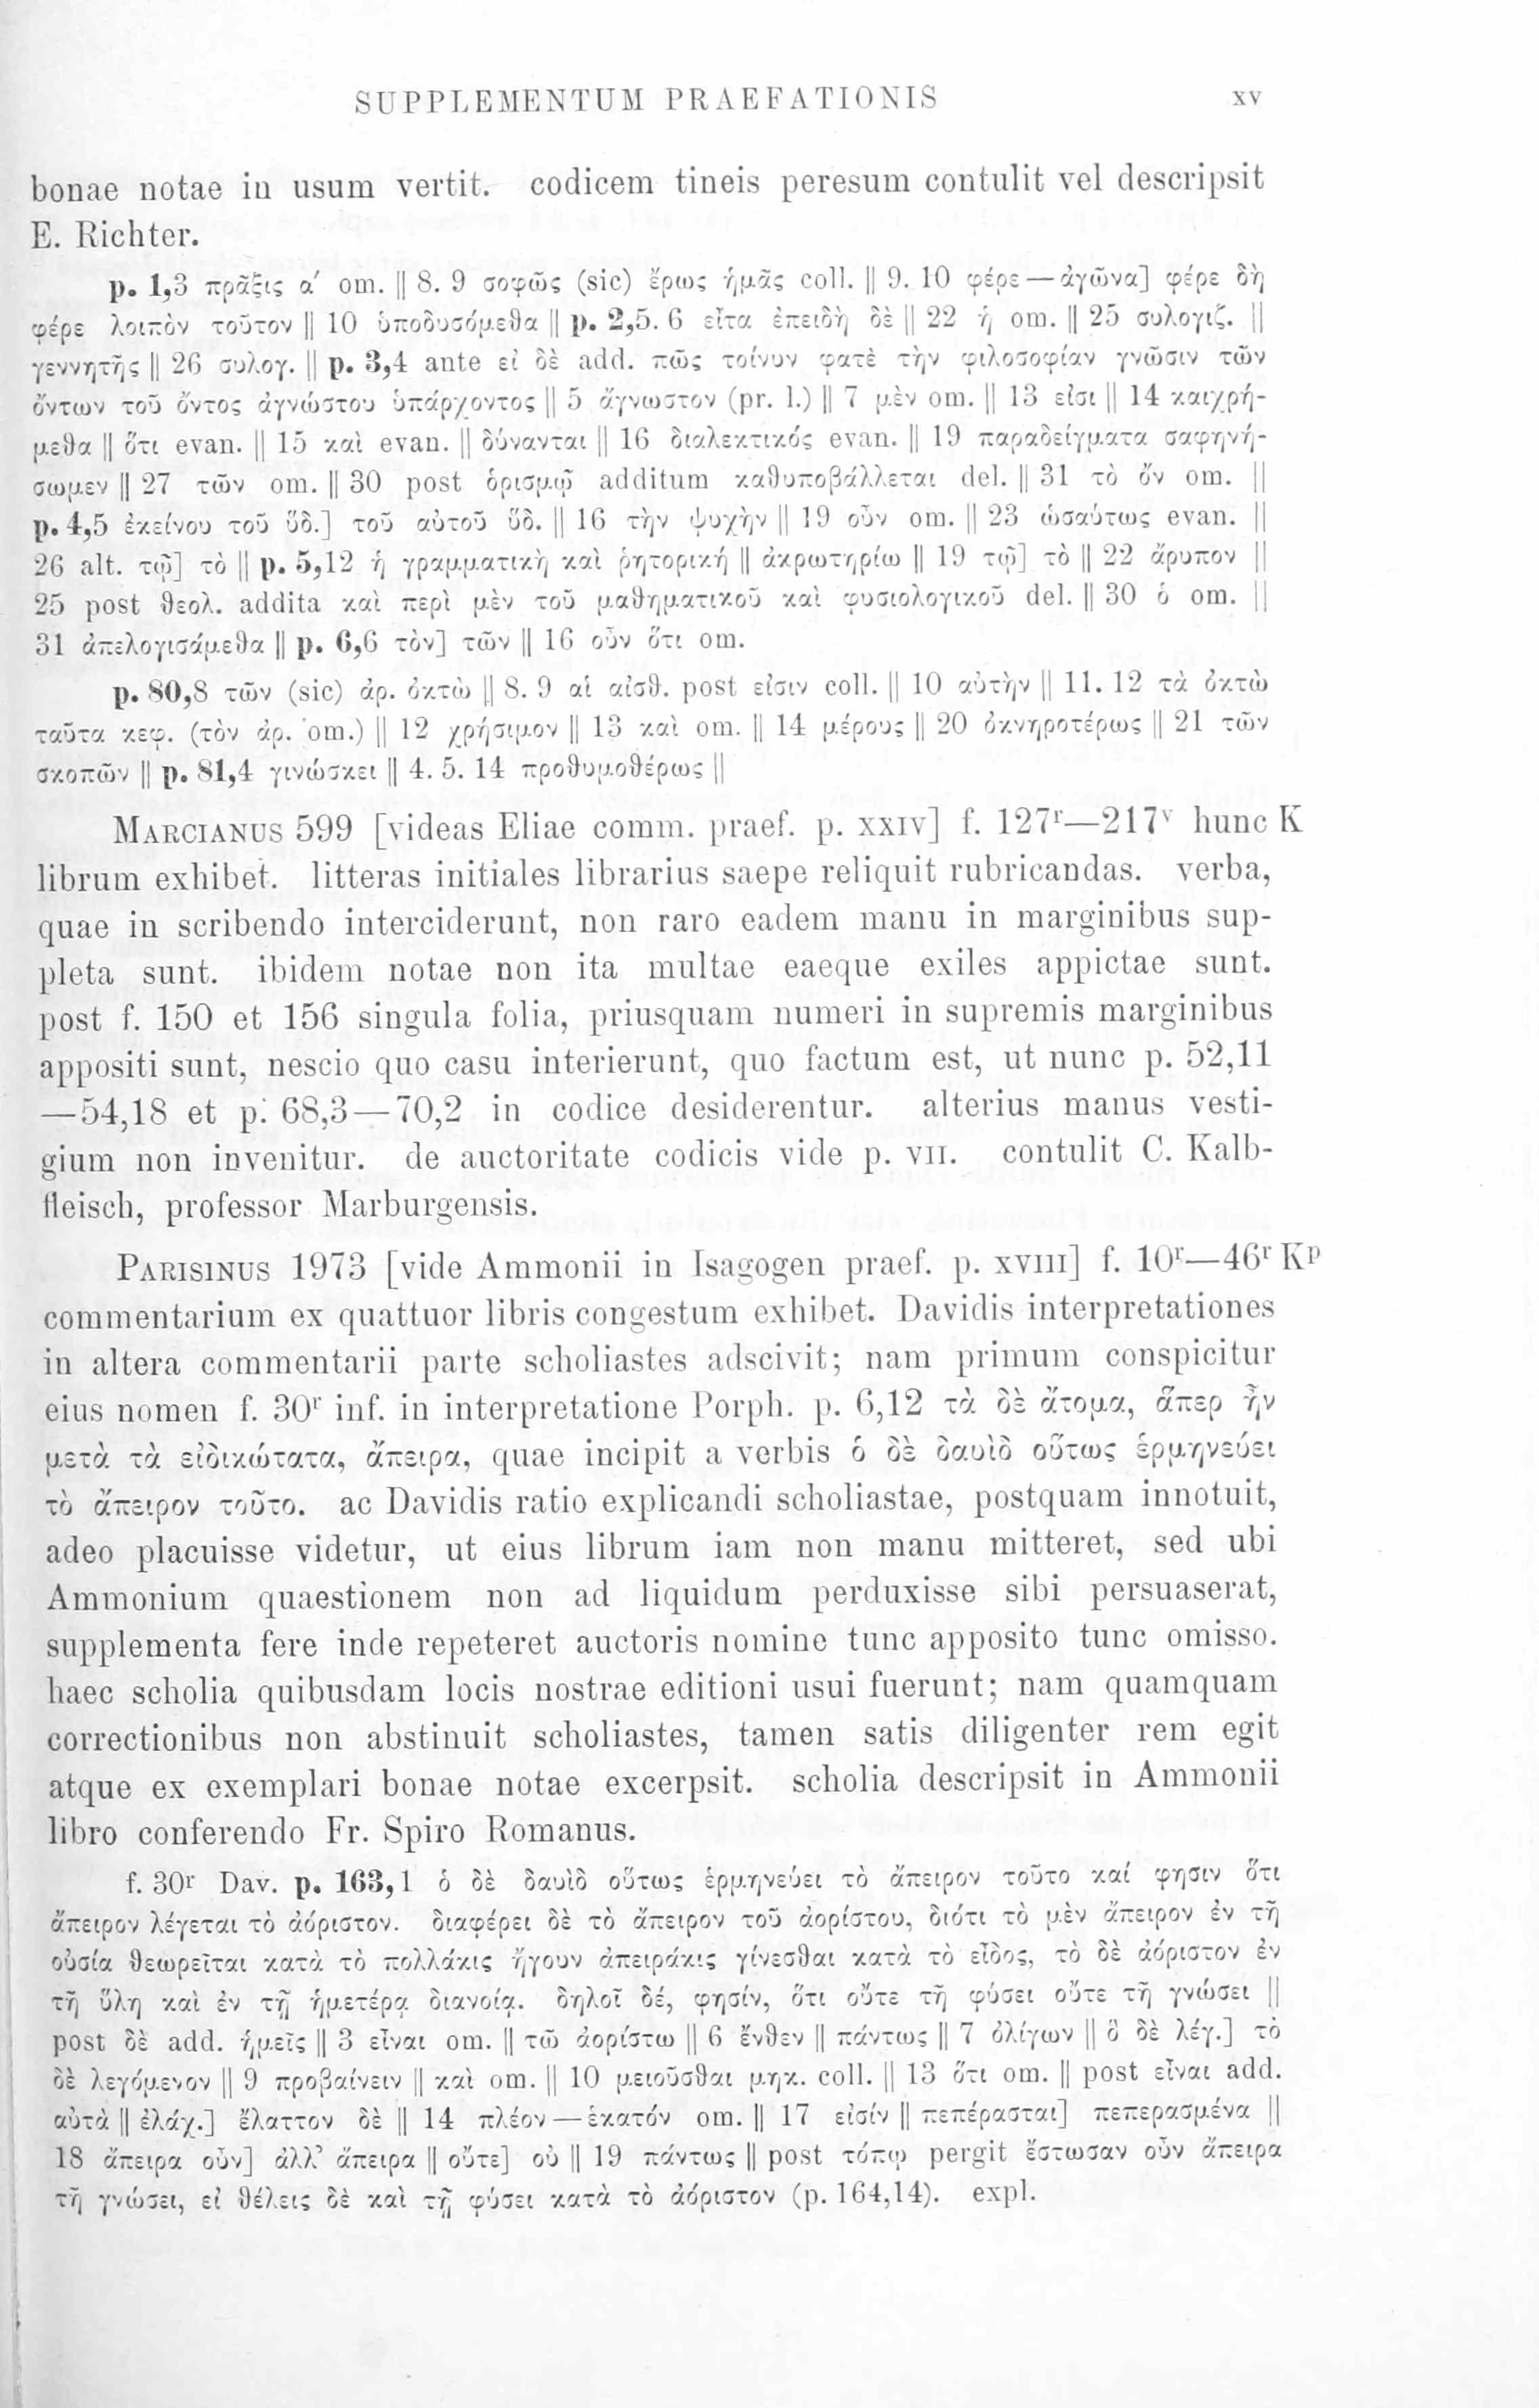 SUPPLEMENTUM PRAEFATIONIS xv
bonae notae in usum vertit. codicem tineis peresum contulit vel descripsit
E. Richter.
p. 1,3 πρᾶξις α′ om. || 8. 9 σοφῶς (sic) ἔρως ἡμᾶς coll. || 9. 10 φέρε — ἀγῶνα] φέρε δὴ
φέρε λοιπὸν τοῦτον || 10 ὑποδυσόμεθα || p. 2,5. 6 εἶτα ἐπειδὴ δὲ || 22 ἡ om. || 25 συλογιζ. ||
γεννητῆς || 26 συλογ. || p. 3,4 ante εἰ δὲ add. πῶς τοίνυν φατὲ τὴν φιλοσοφίαν γνῶσιν τῶν
ὄντων τοῦ ὄντος ἀγνώστου ὑπάρχοντος || 5 ἄγνωστον (pr. l.) || 7 μὲν om. || 13 εἰσι || 14 καιχρή-
μεθα || ὅτι evan. || 15 καὶ evan. || δύνανται || 16 διαλεκτικός evan. || 19 παραδείγματα σαφηνή-
σωμεν || 27 τῶν om. || 30 post ὁρισμῷ additum καθυποβάλλεται del. || 31 τὸ ὄν om. ||
p. 4,5 ἐκείνου τοῦ ὕδ.] τοῦ αὐτοῦ ὕδ. || 16 τὴν ψυχὴν || 19 οὖν om. || 23 ὡσαύτως evan. ||
26 alt. τῷ] τὸ || p. 5,12 ἡ γραμματικὴ καὶ ῥητορική || ἀκρωτηρίω || 19 τῷ] τὸ || 22 ἄρυπον ||
25 post θεολ. addita καὶ περὶ μὲν τοῦ μαθηματικοῦ καὶ φυσιολογικοῦ del. || 30 ὁ om. ||
31 ἀπελογισάμεθα || p. 6,6 τὸν] τῶν || 16 οὖν ὅτι om.
p. 80,8 τῶν (sic) ἀρ. ὀκτὼ || 8. 9 αἱ αἰσθ. post εἰσιν coll. || 10 αὐτὴν || 11. 12 τὰ ὀκτὼ
ταῦτα κεφ. (τὸν ἀρ. om.) || 12 χρήσιμον || 13 καὶ om. || 14 μέρους || 20 ὀκνηροτέρως || 21 τῶν
σκοπῶν || p. 81,4 γινώσκει || 4. 5. 14 προθυμοθέρως ||
MARCIANUS 599 [videas Eliae comm. praef. p. xxiv] f. 127r—217v hunc K
librum exhibet. litteras initiales librarius saepe reliquit rubricandas. verba,
quae in scribendo interciderunt, non raro eadem manu in marginibus sup-
pleta sunt. ibidem notae non ita multae eaeque exiles appictae sunt.
post f. 150 et 156 singula folia, priusquam numeri in supremis marginibus
appositi sunt, nescio quo casu interierunt, quo factum est, ut nunc p. 52,11
—54,18 et p. 68,3—70,2 in codice desiderentur. alterius manus vesti-
gium non invenitur. de auctoritate codicis vide p. vii. contulit C. Kalb-
fleisch, professor Marburgensis.
PARISINUS 1973 [vide Ammonii in Isagogen praef. p. xviii] f. 10r—46r Kp
commentarium ex quattuor libris congestum exhibet. Davidis interpretationes
in altera commentarii parte scholiastes adscivit; nam primum conspicitur
eius nomen f. 30r inf. in interpretatione Porph. p. 6,12 τὰ δὲ ἄτομα, ἅπερ ἦν
μετὰ τὰ εἰδικώτατα, ἄπειρα, quae incipit a verbis ὁ δὲ δαυὶδ οὕτως ἑρμηνεύει
τὸ ἄπειρον τοῦτο. ac Davidis ratio explicandi scholiastae, postquam innotuit,
adeo placuisse videtur, ut eius librum iam non manu mitteret, sed ubi
Ammonium quaestionem non ad liquidum perduxisse sibi persuaserat,
supplementa fere inde repeteret auctoris nomine tunc apposito tunc omisso.
haec scholia quibusdam locis nostrae editioni usui fuerunt; nam quamquam
correctionibus non abstinuit scholiastes, tamen satis diligenter rem egit
atque ex exemplari bonae notae excerpsit. scholia descripsit in Ammonii
libro conferendo Fr. Spiro Romanus.
f. 30r Dav. p. 163,1 ὁ δὲ δαυὶδ οὕτως ἑρμηνεύει τὸ ἄπειρον τοῦτο καί φησιν ὅτι
ἄπειρον λέγεται τὸ ἀόριστον. διαφέρει δὲ τὸ ἄπειρον τοῦ ἀορίστου, διότι τὸ μὲν ἄπειρον ἐν τῆ
οὐσία θεωρεῖται κατὰ τὸ πολλάκις ἤγουν ἀπειράκις γίνεσθαι κατὰ τὸ εἶδος, τὸ δὲ ἀόριστον ἐν
τῆ ὕλη καὶ ἐν τῇ ἡμετέρᾳ διανοίᾳ. δηλοῖ δέ, φησίν, ὅτι οὔτε τῆ φύσει οὔτε τῆ γνώσει ||
post δὲ add. ἡμεῖς || 3 εἶναι om. || τῶ ἀορίστω || 6 ἔνθεν || πάντως || 7 ὀλίγων || ὃ δὲ λέγ.] τὸ
δὲ λεγόμενον || 9 προβαίνειν || καὶ om. || 10 μειοῦσθαι μηκ. coll. || 13 ὅτι om. || post εἶναι add.
αὐτὰ || ἐλάχ.] ἔλαττον δὲ || 14 πλέον — ἑκατόν om. || 17 εἰσίν || πεπέρασται] πεπερασμένα ||
18 ἄπειρα οὖν] ἀλλ’ ἄπειρα || οὔτε] οὐ || 19 πάντως || post τόπῳ pergit ἔστωσαν οὖν ἄπειρα
τῆ γνώσει, εἰ θέλεις δὲ καὶ τῇ φύσει κατὰ τὸ ἀόριστον (p. 164,14). expl.